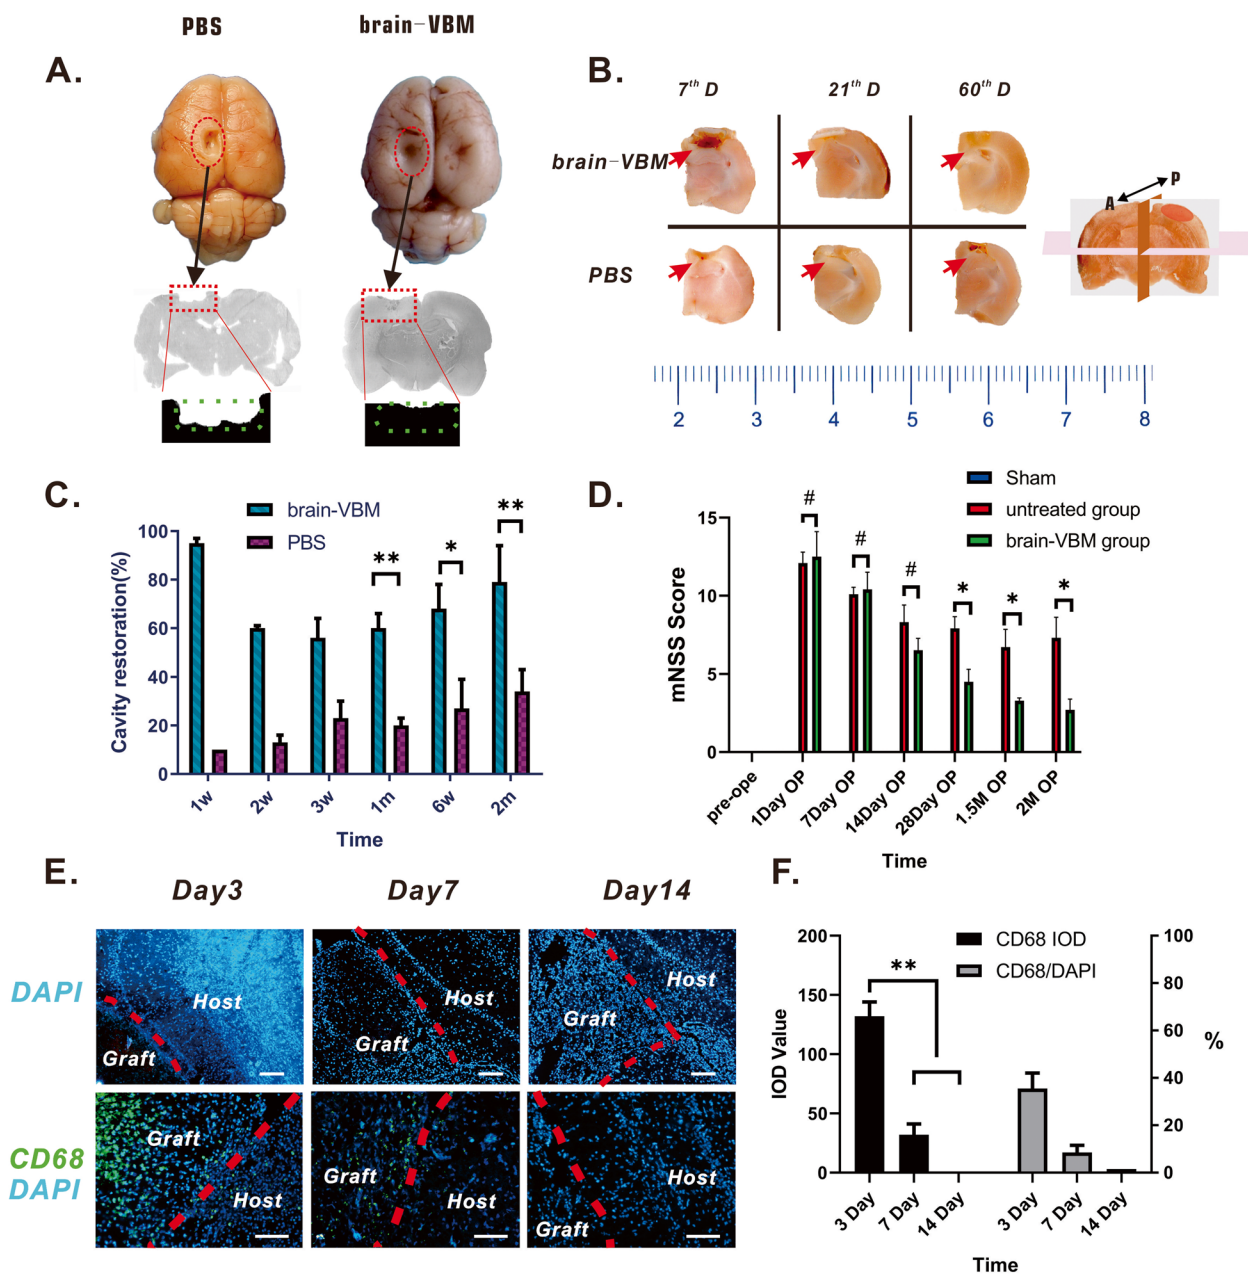 PBS
brain-VBM
A.
B.
7th D
21th D
60th D
brain-VBM
PBS
A
P
2 3 4 5 6 7 8
C.
brain-VBM
PBS
**
*
**
Cavity restoration(%)
100
80
60
40
20
0
1w 2w 3w 1m 6w 2m
Time
D.
Sham
untreated group
brain-VBM group
# # # * * *
mNSS Score
15
10
5
0
pre-ope 1Day OP 7Day OP 14Day OP 28Day OP 1.5M OP 2M OP
Time
E.
Day3 Day7 Day14
DAPI
Host
Graft
Host
Graft
Host
Graft
CD68
DAPI
Graft
Host
Graft
Host
Host
Graft
F.
CD68 IOD
CD68/DAPI
**
IOD Value
200
150
100
50
0
100
80
60
40
20
0
%
3 Day 7 Day 14 Day 3 Day 7 Day 14 Day
Time